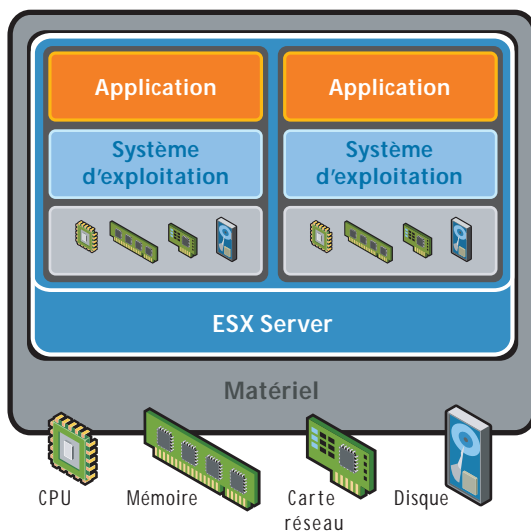 Application
Application
Système
d'exploitation
Système
d'exploitation
ESX Server
Matériel
CPU
Mémoire
Carte
réseau
Disque